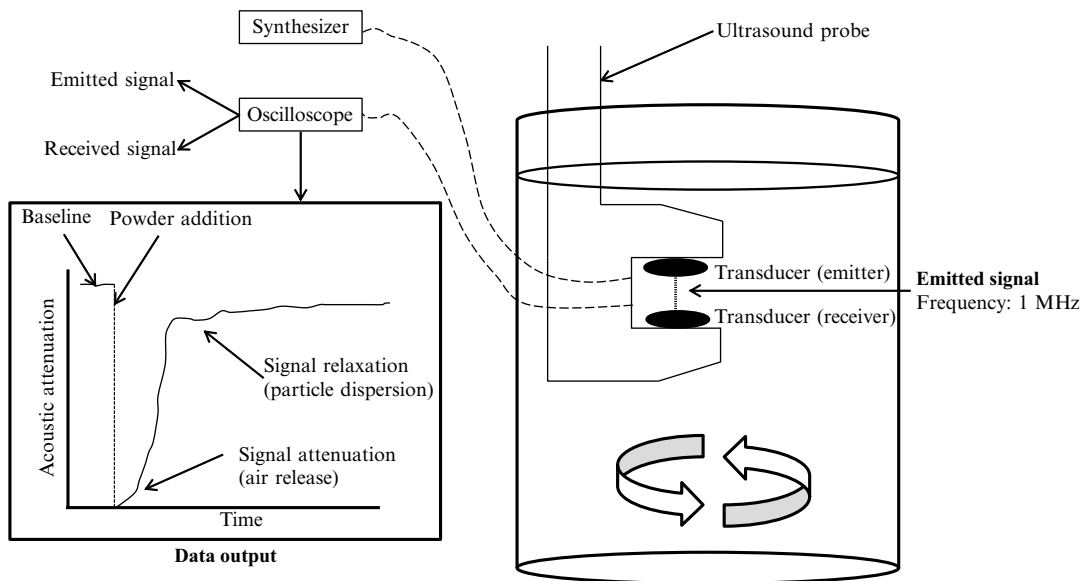 Synthesizer
Ultrasound probe
Emitted signal
Oscilloscope
Received signal
Baseline
Powder addition
Acoustic attenuation
Signal relaxation
(particle dispersion)
Signal attenuation
(air release)
Time
Data output
Transducer (emitter)
Transducer (receiver)
Emitted signal
Frequency: 1 MHz